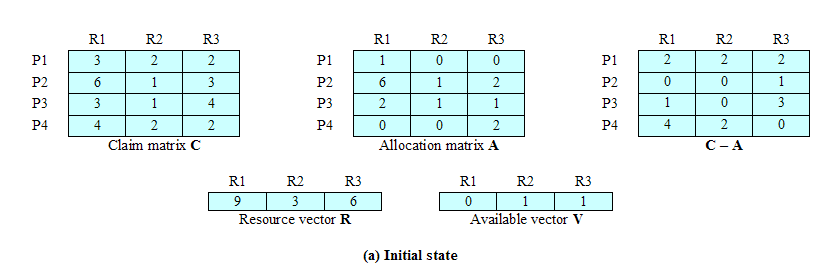 R1 R2 R3 R1 R2 R3 R1 R2 R3
P1 3 2 2 P1 1 0 0 P1 2 2 2
P2 6 1 3 P2 6 1 2 P2 0 0 1
P3 3 1 4 P3 2 1 1 P3 1 0 3
P4 4 2 2 P4 0 0 2 P4 4 2 0
Claim matrix C Allocation matrix A C – A
R1 R2 R3 R1 R2 R3
9 3 6 0 1 1
Resource vector R Available vector V
(a) Initial state